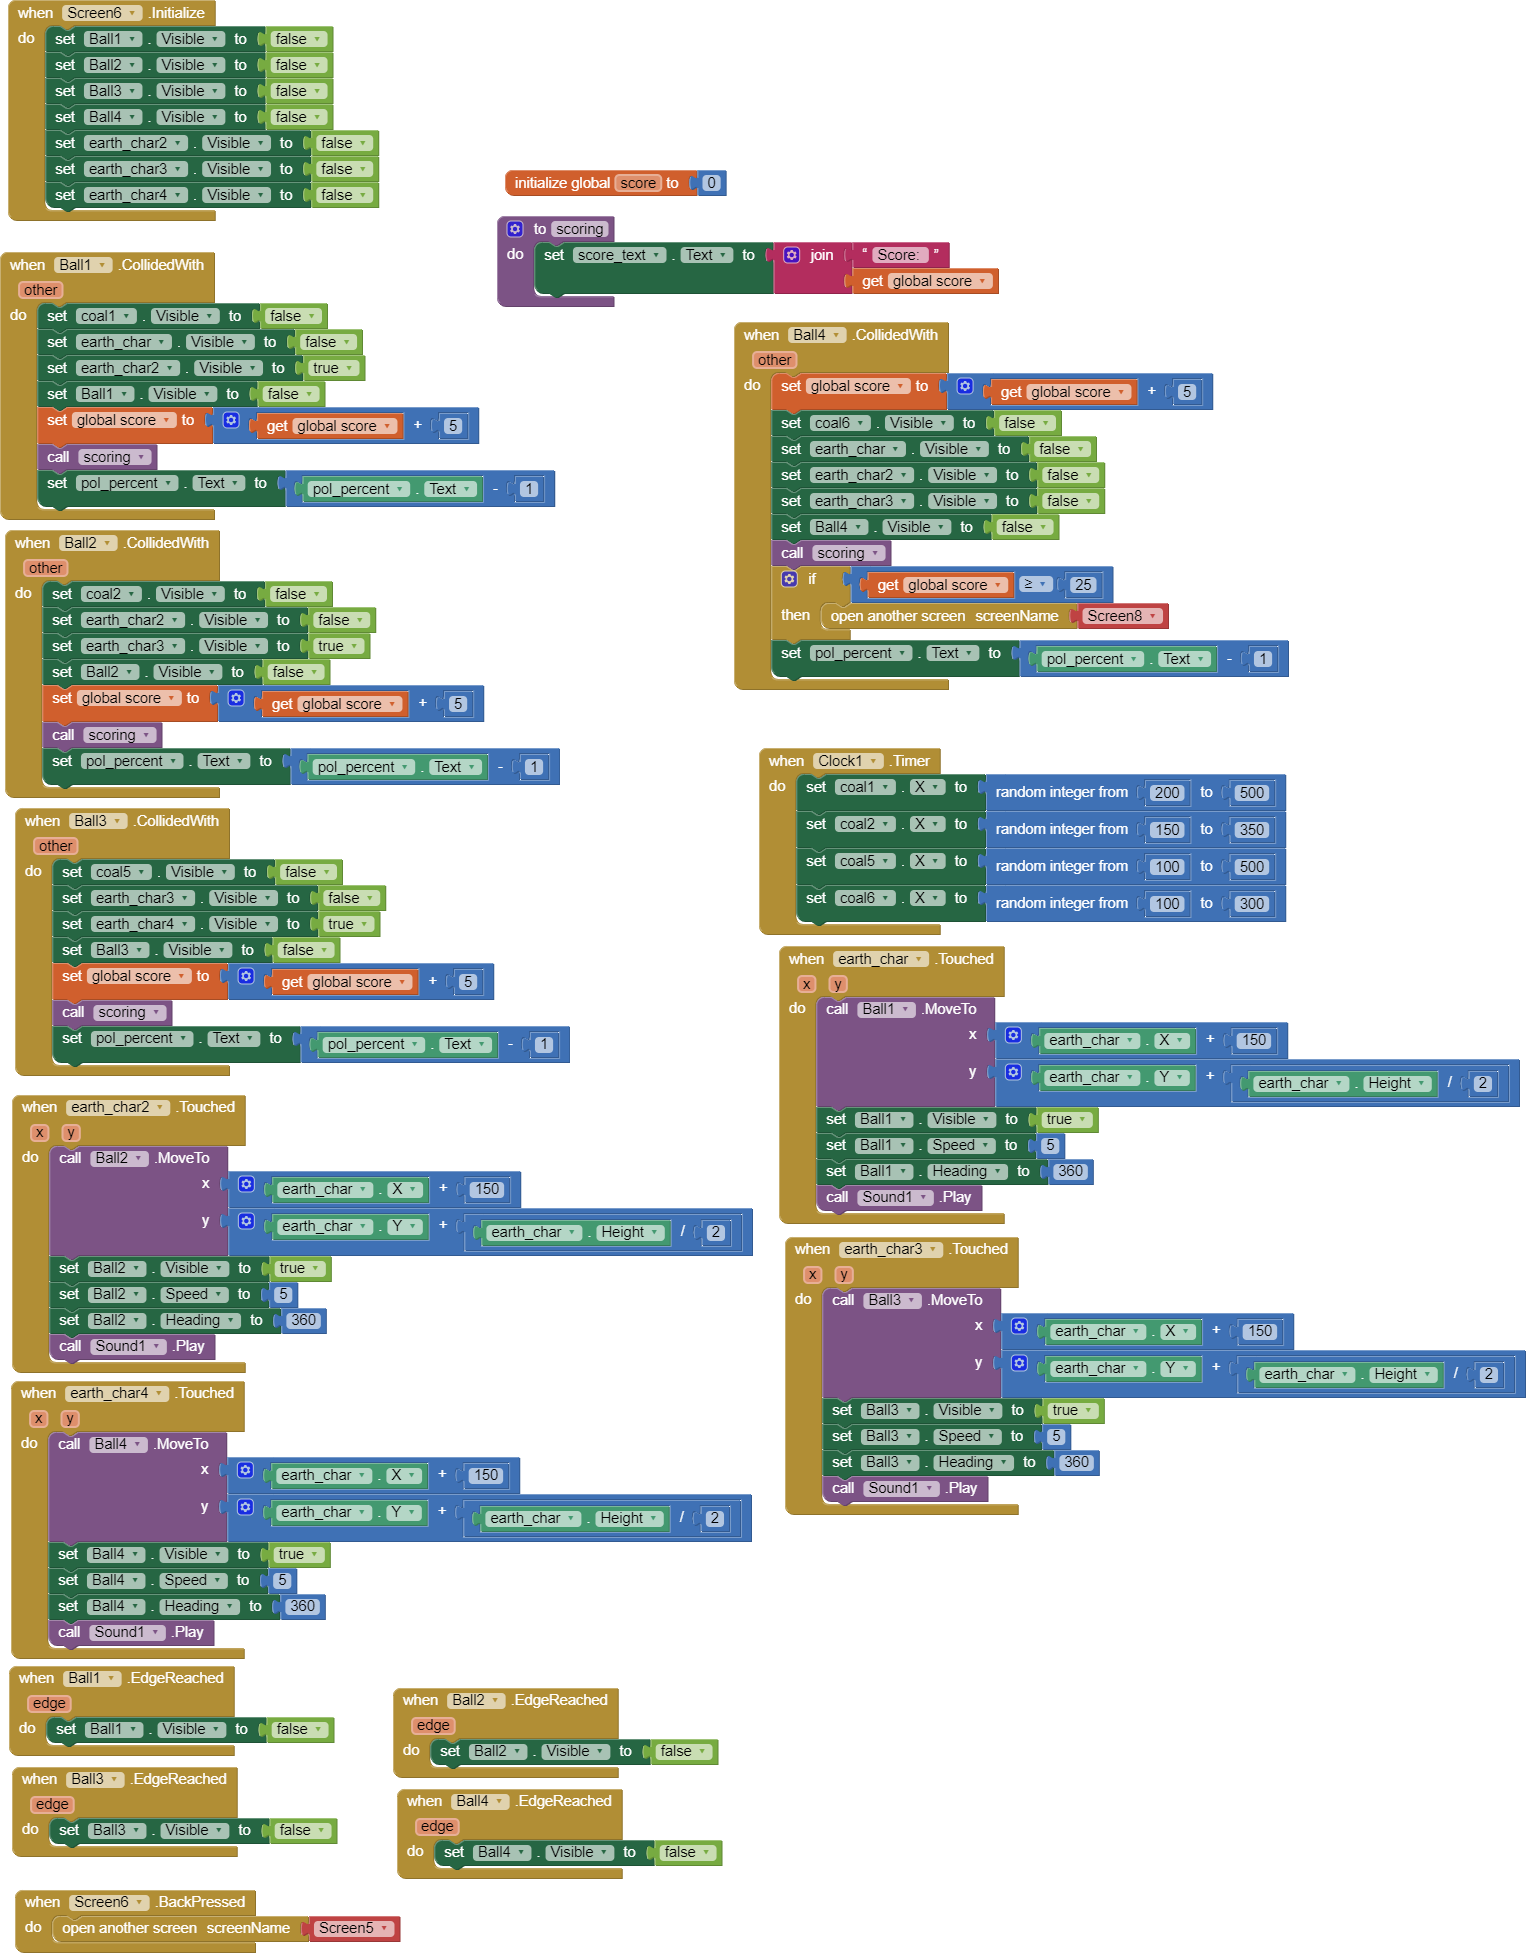 when Screen6 .Initialize
do set Ball1 . Visible to false
set Ball2 . Visible to false
set Ball3 . Visible to false
set Ball4 . Visible to false
set earth_char2 . Visible to false
set earth_char3 . Visible to false
set earth_char4 . Visible to false
initialize global score to 0
to scoring
do set score_text . Text to join " Score: "
get global score
when Ball1 .CollidedWith
other
do set coal1 . Visible to false
set earth_char . Visible to false
set earth_char2 . Visible to true
set Ball1 . Visible to false
set global score to get global score + 5
call scoring
set pol_percent . Text to pol_percent . Text - 1
when Ball2 .CollidedWith
other
do set coal2 . Visible to false
set earth_char2 . Visible to false
set earth_char3 . Visible to true
set Ball2 . Visible to false
set global score to get global score + 5
call scoring
set pol_percent . Text to pol_percent . Text - 1
when Ball3 .CollidedWith
other
do set coal5 . Visible to false
set earth_char3 . Visible to false
set earth_char4 . Visible to true
set Ball3 . Visible to false
set global score to get global score + 5
call scoring
set pol_percent . Text to pol_percent . Text - 1
when Ball4 .CollidedWith
other
do set global score to get global score + 5
set coal6 . Visible to false
set earth_char . Visible to false
set earth_char2 . Visible to false
set earth_char3 . Visible to false
set Ball4 . Visible to false
call scoring
if get global score ≥ 25
then open another screen screenName Screen8
set pol_percent . Text to pol_percent . Text - 1
when Clock1 .Timer
do set coal1 . X to random integer from 200 to 500
set coal2 . X to random integer from 150 to 350
set coal5 . X to random integer from 100 to 500
set coal6 . X to random integer from 100 to 300
when earth_char .Touched
x y
do call Ball1 .MoveTo
x earth_char . X + 150
y earth_char . Y + earth_char . Height / 2
set Ball1 . Visible to true
set Ball1 . Speed to 5
set Ball1 . Heading to 360
call Sound1 .Play
when earth_char2 .Touched
x y
do call Ball2 .MoveTo
x earth_char . X + 150
y earth_char . Y + earth_char . Height / 2
set Ball2 . Visible to true
set Ball2 . Speed to 5
set Ball2 . Heading to 360
call Sound1 .Play
when earth_char3 .Touched
x y
do call Ball3 .MoveTo
x earth_char . X + 150
y earth_char . Y + earth_char . Height / 2
set Ball3 . Visible to true
set Ball3 . Speed to 5
set Ball3 . Heading to 360
call Sound1 .Play
when earth_char4 .Touched
x y
do call Ball4 .MoveTo
x earth_char . X + 150
y earth_char . Y + earth_char . Height / 2
set Ball4 . Visible to true
set Ball4 . Speed to 5
set Ball4 . Heading to 360
call Sound1 .Play
when Ball1 .EdgeReached
edge
do set Ball1 . Visible to false
when Ball2 .EdgeReached
edge
do set Ball2 . Visible to false
when Ball3 .EdgeReached
edge
do set Ball3 . Visible to false
when Ball4 .EdgeReached
edge
do set Ball4 . Visible to false
when Screen6 .BackPressed
do open another screen screenName Screen5